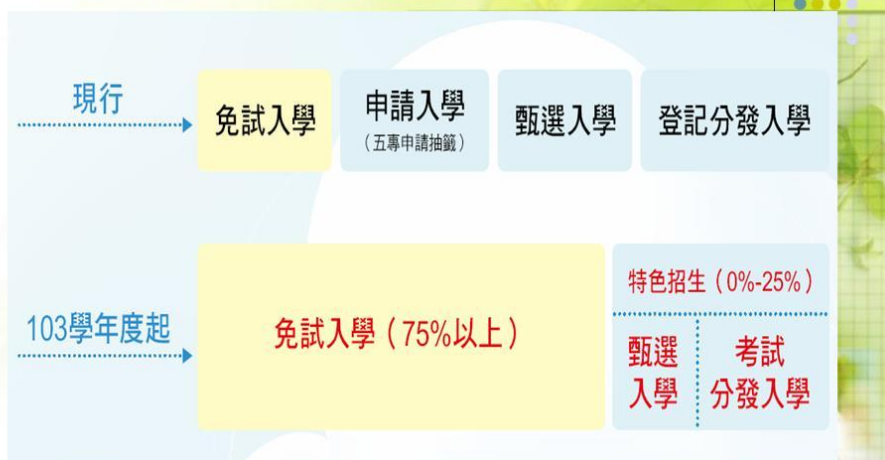 現行
免試入學
申請入學
（五專申請抽籤）
甄選入學
登記分發入學
103學年度起
免試入學（75%以上）
特色招生（0%-25%）
甄選
入學
考試
分發入學